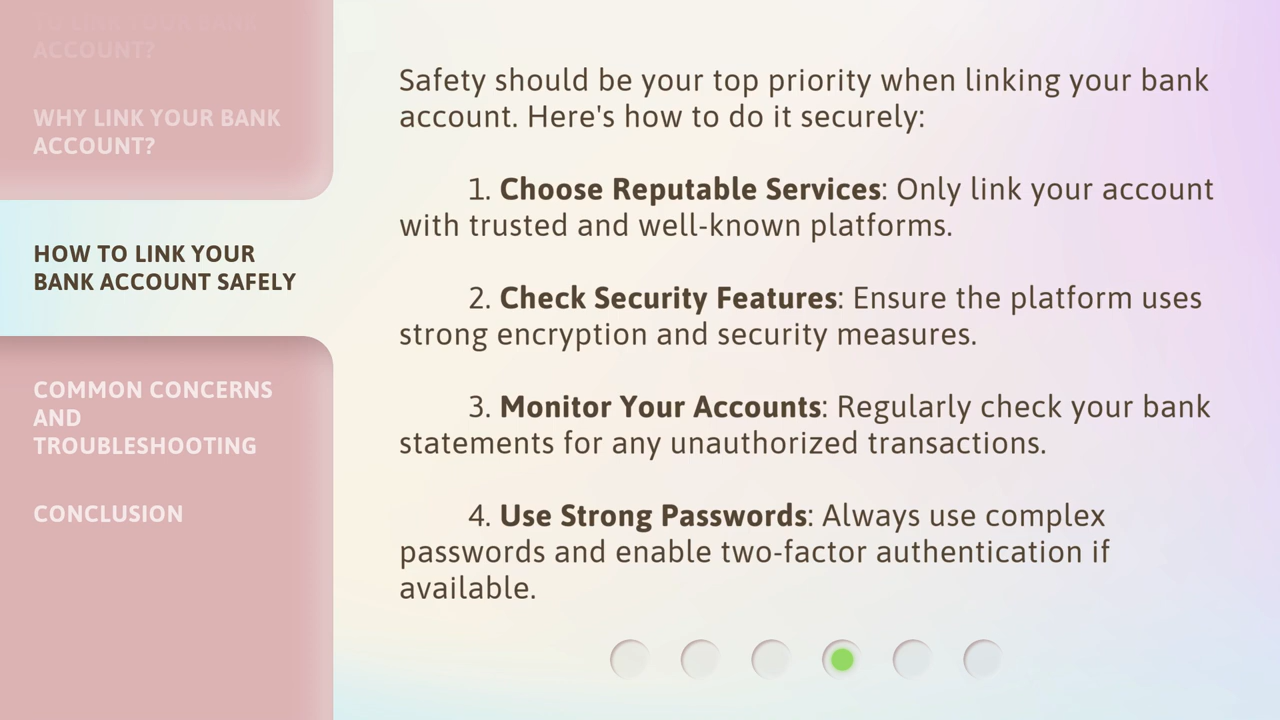 TO LINK YOUR BANK
ACCOUNT?
WHY LINK YOUR BANK
ACCOUNT?
HOW TO LINK YOUR
BANK ACCOUNT SAFELY
COMMON CONCERNS
AND
TROUBLESHOOTING
CONCLUSION
Safety should be your top priority when linking your bank
account. Here's how to do it securely:
1. Choose Reputable Services: Only link your account
with trusted and well-known platforms.
2. Check Security Features: Ensure the platform uses
strong encryption and security measures.
3. Monitor Your Accounts: Regularly check your bank
statements for any unauthorized transactions.
4. Use Strong Passwords: Always use complex
passwords and enable two-factor authentication if
available.